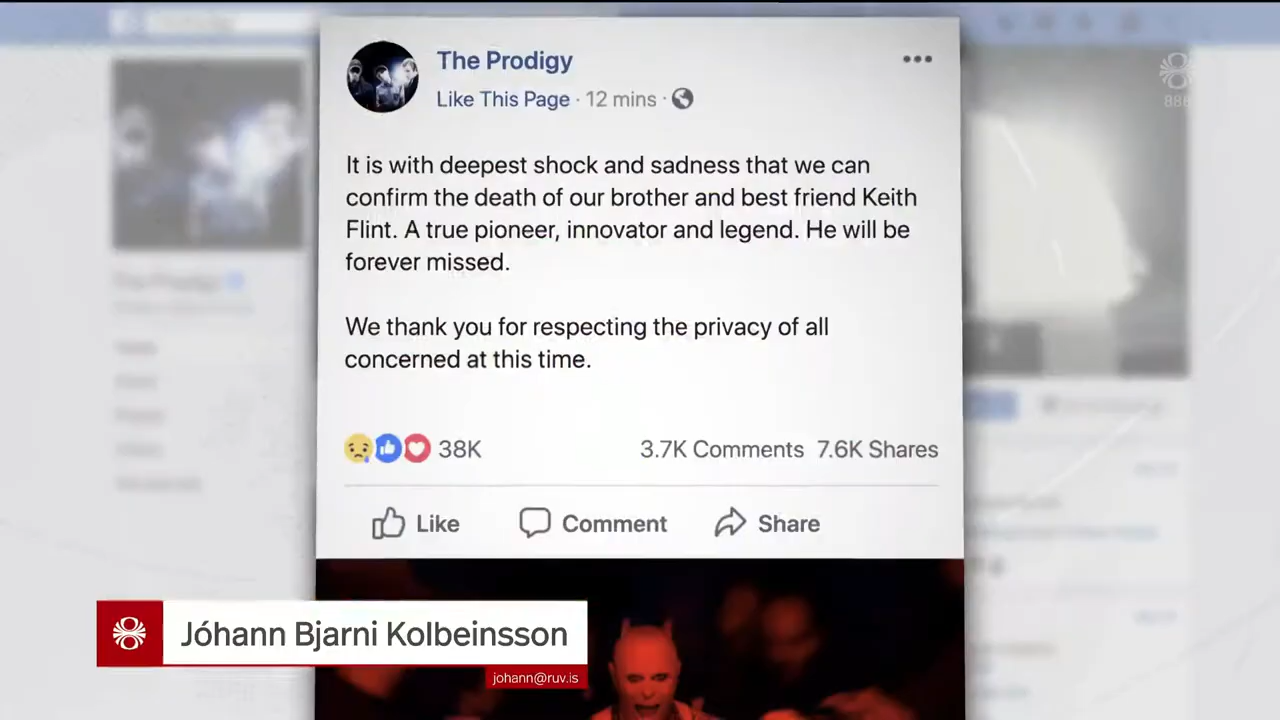 The Prodigy
Like This Page · 12 mins ·
888
It is with deepest shock and sadness that we can
confirm the death of our brother and best friend Keith
Flint. A true pioneer, innovator and legend. He will be
forever missed.
We thank you for respecting the privacy of all
concerned at this time.
38K
3.7K Comments 7.6K Shares
Like Comment Share
Jóhann Bjarni Kolbeinsson
johann@ruv.is